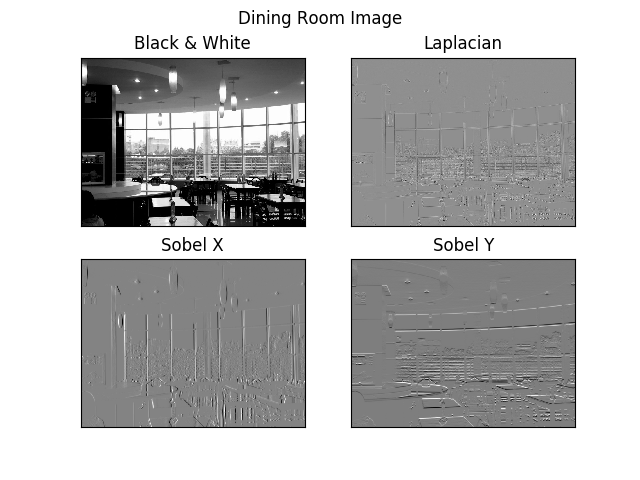 Dining Room Image
Black & White
Laplacian
Sobel X
Sobel Y